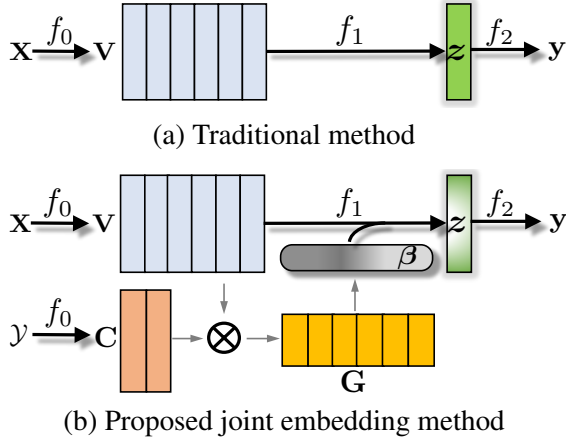 X f₀ V f₁ z f₂ y
(a) Traditional method
X f₀ V f₁ z f₂ y
β
𝒴 f₀ C ⊗
G
(b) Proposed joint embedding method